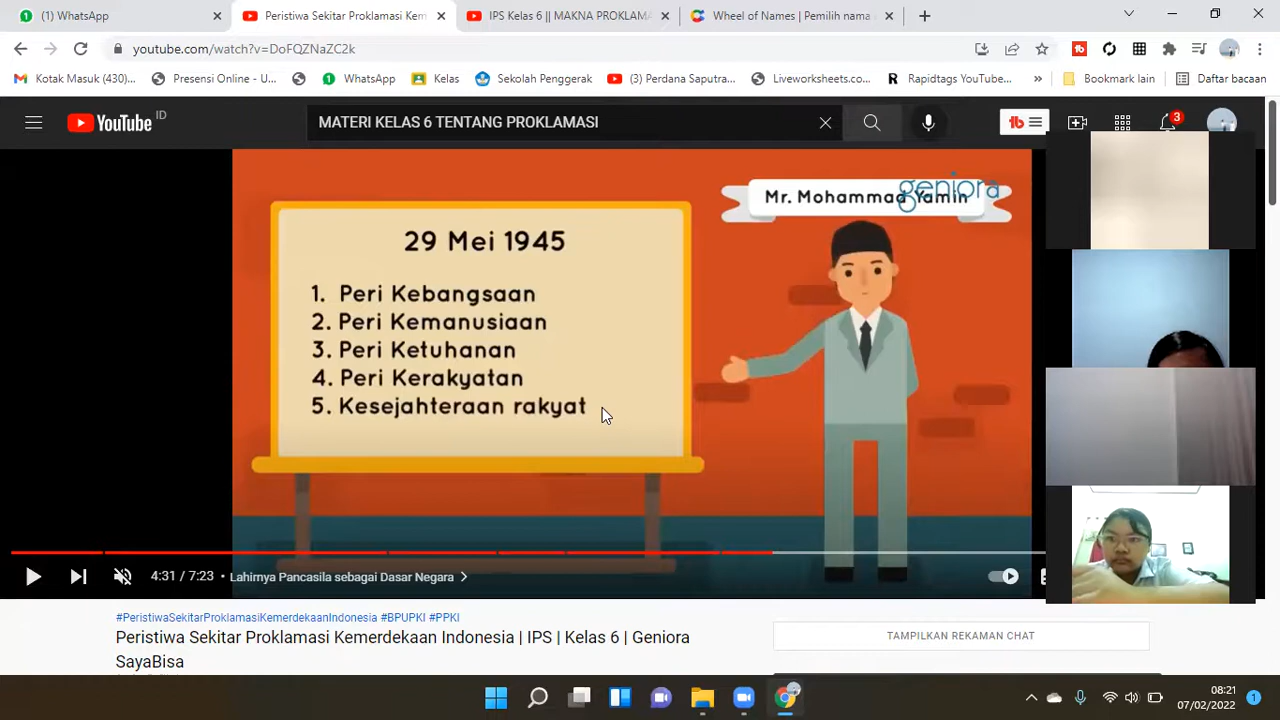 (1) WhatsApp
Peristiwa Sekitar Proklamasi Kem
IPS Kelas 6 || MAKNA PROKLAMA
Wheel of Names | Pemilih nama a
youtube.com/watch?v=DoFQZNaZC2k
Kotak Masuk (430)...
Presensi Online - U...
WhatsApp
Kelas
Sekolah Penggerak
(3) Perdana Saputra...
Liveworksheets.co...
Rapidtags YouTube...
»
Bookmark lain
Daftar bacaan
YouTube ID
MATERI KELAS 6 TENTANG PROKLAMASI
3
geniora
Mr. Mohammad Yamin
29 Mei 1945
1. Peri Kebangsaan
2. Peri Kemanusiaan
3. Peri Ketuhanan
4. Peri Kerakyatan
5. Kesejahteraan rakyat
4:31 / 7:23 • Lahirnya Pancasila sebagai Dasar Negara
#PeristiwaSekitarProklamasiKemerdekaanIndonesia #BPUPKI #PPKI
Peristiwa Sekitar Proklamasi Kemerdekaan Indonesia | IPS | Kelas 6 | Geniora
SayaBisa
TAMPILKAN REKAMAN CHAT
08:21
07/02/2022
1